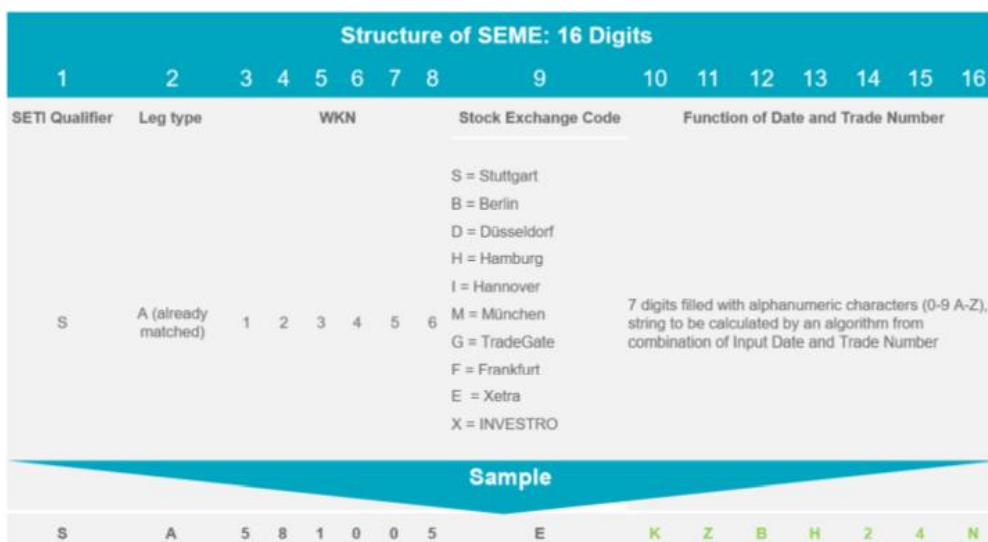 Structure of SEME: 16 Digits
1 2 3 4 5 6 7 8 9 10 11 12 13 14 15 16
SETI Qualifier Leg type WKN Stock Exchange Code Function of Date and Trade Number
S = Stuttgart
B = Berlin
D = Düsseldorf
H = Hamburg
I = Hannover
M = München
G = TradeGate
F = Frankfurt
E = Xetra
X = INVESTRO
S
A (already
matched)
1 2 3 4 5 6
7 digits filled with alphanumeric characters (0-9 A-Z),
string to be calculated by an algorithm from
combination of Input Date and Trade Number
Sample
S A 5 8 1 0 0 5 E K Z B H 2 4 N